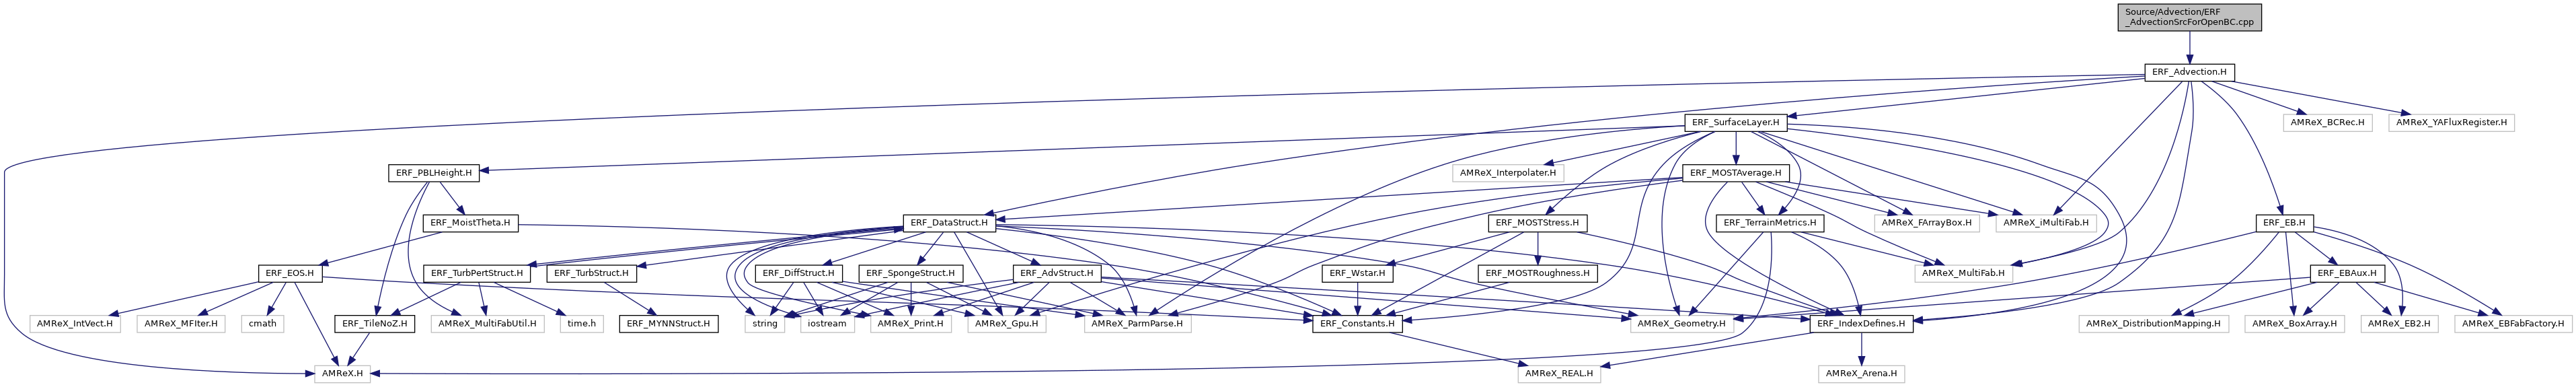 Source/Advection/ERF
_AdvectionSrcForOpenBC.cpp
ERF_Advection.H
ERF_SurfaceLayer.H
AMReX_BCRec.H
AMReX_YAFluxRegister.H
ERF_PBLHeight.H
AMReX_Interpolater.H
ERF_MOSTAverage.H
ERF_MoistTheta.H
ERF_DataStruct.H
ERF_MOSTStress.H
ERF_TerrainMetrics.H
AMReX_FArrayBox.H
AMReX_iMultiFab.H
ERF_EB.H
ERF_EOS.H
ERF_TurbPertStruct.H
ERF_TurbStruct.H
ERF_DiffStruct.H
ERF_SpongeStruct.H
ERF_AdvStruct.H
ERF_Wstar.H
ERF_MOSTRoughness.H
AMReX_MultiFab.H
ERF_EBAux.H
AMReX_IntVect.H
AMReX_MFIter.H
cmath
ERF_TileNoZ.H
AMReX_MultiFabUtil.H
time.h
ERF_MYNNStruct.H
string
iostream
AMReX_Print.H
AMReX_Gpu.H
AMReX_ParmParse.H
ERF_Constants.H
AMReX_Geometry.H
ERF_IndexDefines.H
AMReX_DistributionMapping.H
AMReX_BoxArray.H
AMReX_EB2.H
AMReX_EBFabFactory.H
AMReX.H
AMReX_REAL.H
AMReX_Arena.H